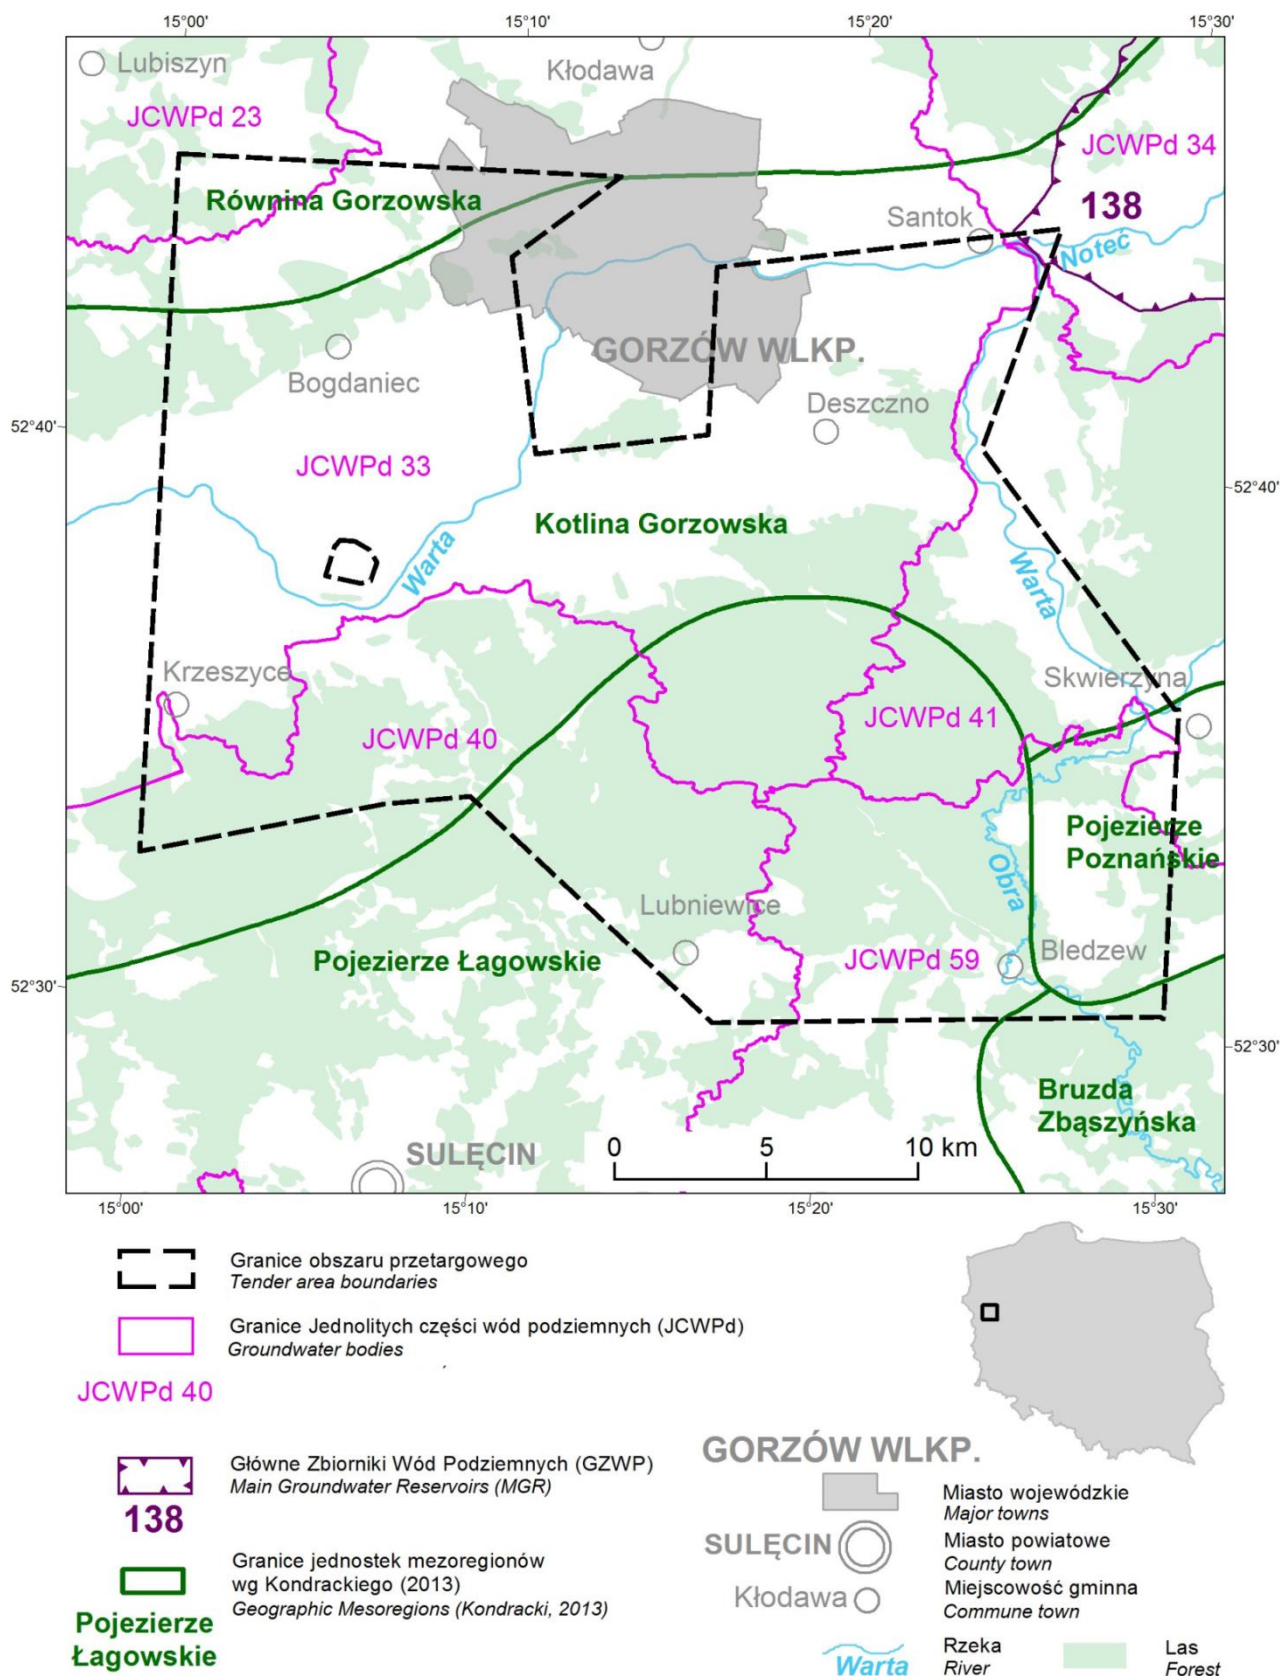 15°00'
15°10'
15°20'
15°30'
Lubiszyn
Kłodawa
JCWPd 23
JCWPd 34
Równina Gorzowska
138
Santok
Noteć
GORZÓW WLKP.
Bogdaniec
Deszczno
52°40'
JCWPd 33
52°40'
Kotlina Gorzowska
Warta
Warta
Krzeszyce
Skwierzyna
JCWPd 40
JCWPd 41
Pojezierze
Poznańskie
Obra
Lubniewice
Bledzew
Pojezierze Łagowskie
JCWPd 59
52°30'
52°30'
Bruzda
Zbąszyńska
SULĘCIN
0
5
10 km
15°00'
15°10'
15°20'
15°30'
Granice obszaru przetargowego
Tender area boundaries
Granice Jednolitych części wód podziemnych (JCWPd)
Groundwater bodies
JCWPd 40
Główne Zbiorniki Wód Podziemnych (GZWP)
Main Groundwater Reservoirs (MGR)
138
Granice jednostek mezoregionów
wg Kondrackiego (2013)
Geographic Mesoregions (Kondracki, 2013)
Pojezierze
Łagowskie
GORZÓW WLKP.
Miasto wojewódzkie
Major towns
SULĘCIN
Miasto powiatowe
County town
Kłodawa
Miejscowość gminna
Commune town
Warta
Rzeka
River
Las
Forest